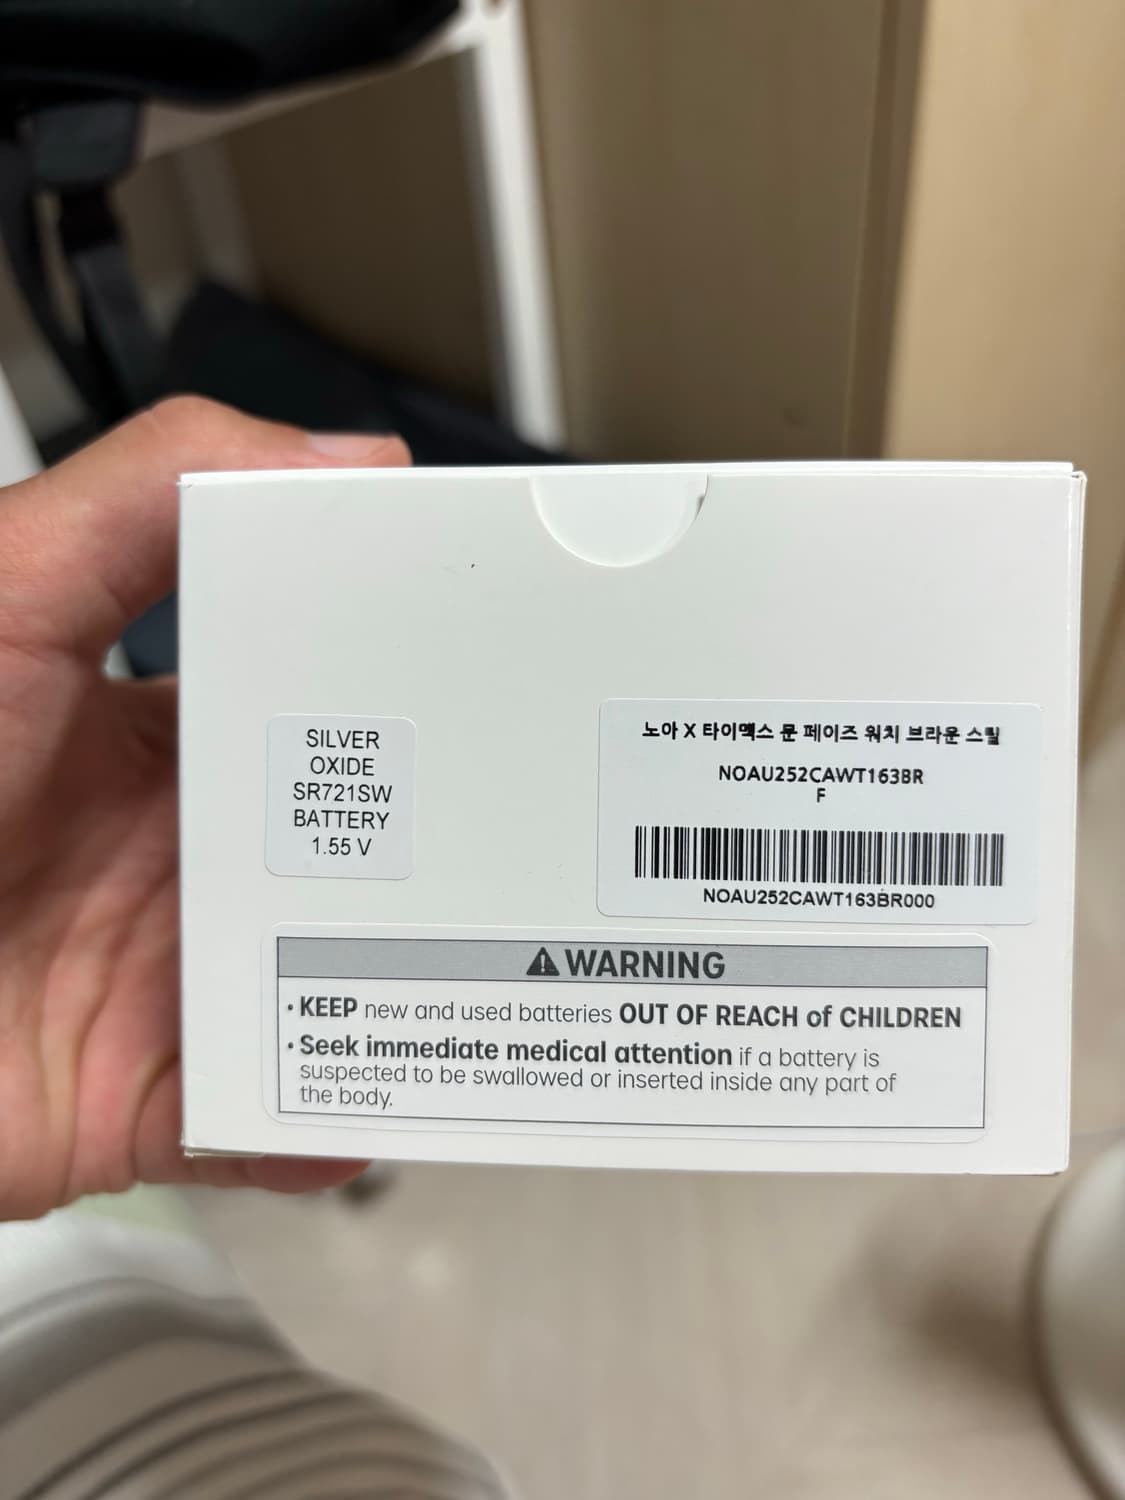 SILVER
OXIDE
SR721SW
BATTERY
1.55 V
노아 X 타이맥스 문 페이즈 워치 브라운 스틸
NOAU252CAWT163BR
F
NOAU252CAWT163BR000
WARNING
• KEEP new and used batteries OUT OF REACH of CHILDREN
• Seek immediate medical attention if a battery is
suspected to be swallowed or inserted inside any part of
the body.